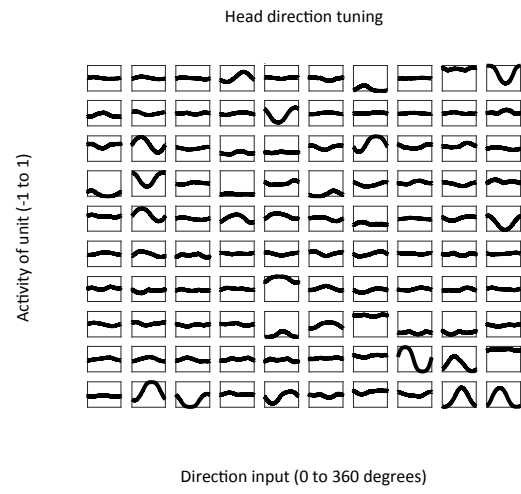 Head direction tuning
Activity of unit (-1 to 1)
Direction input (0 to 360 degrees)